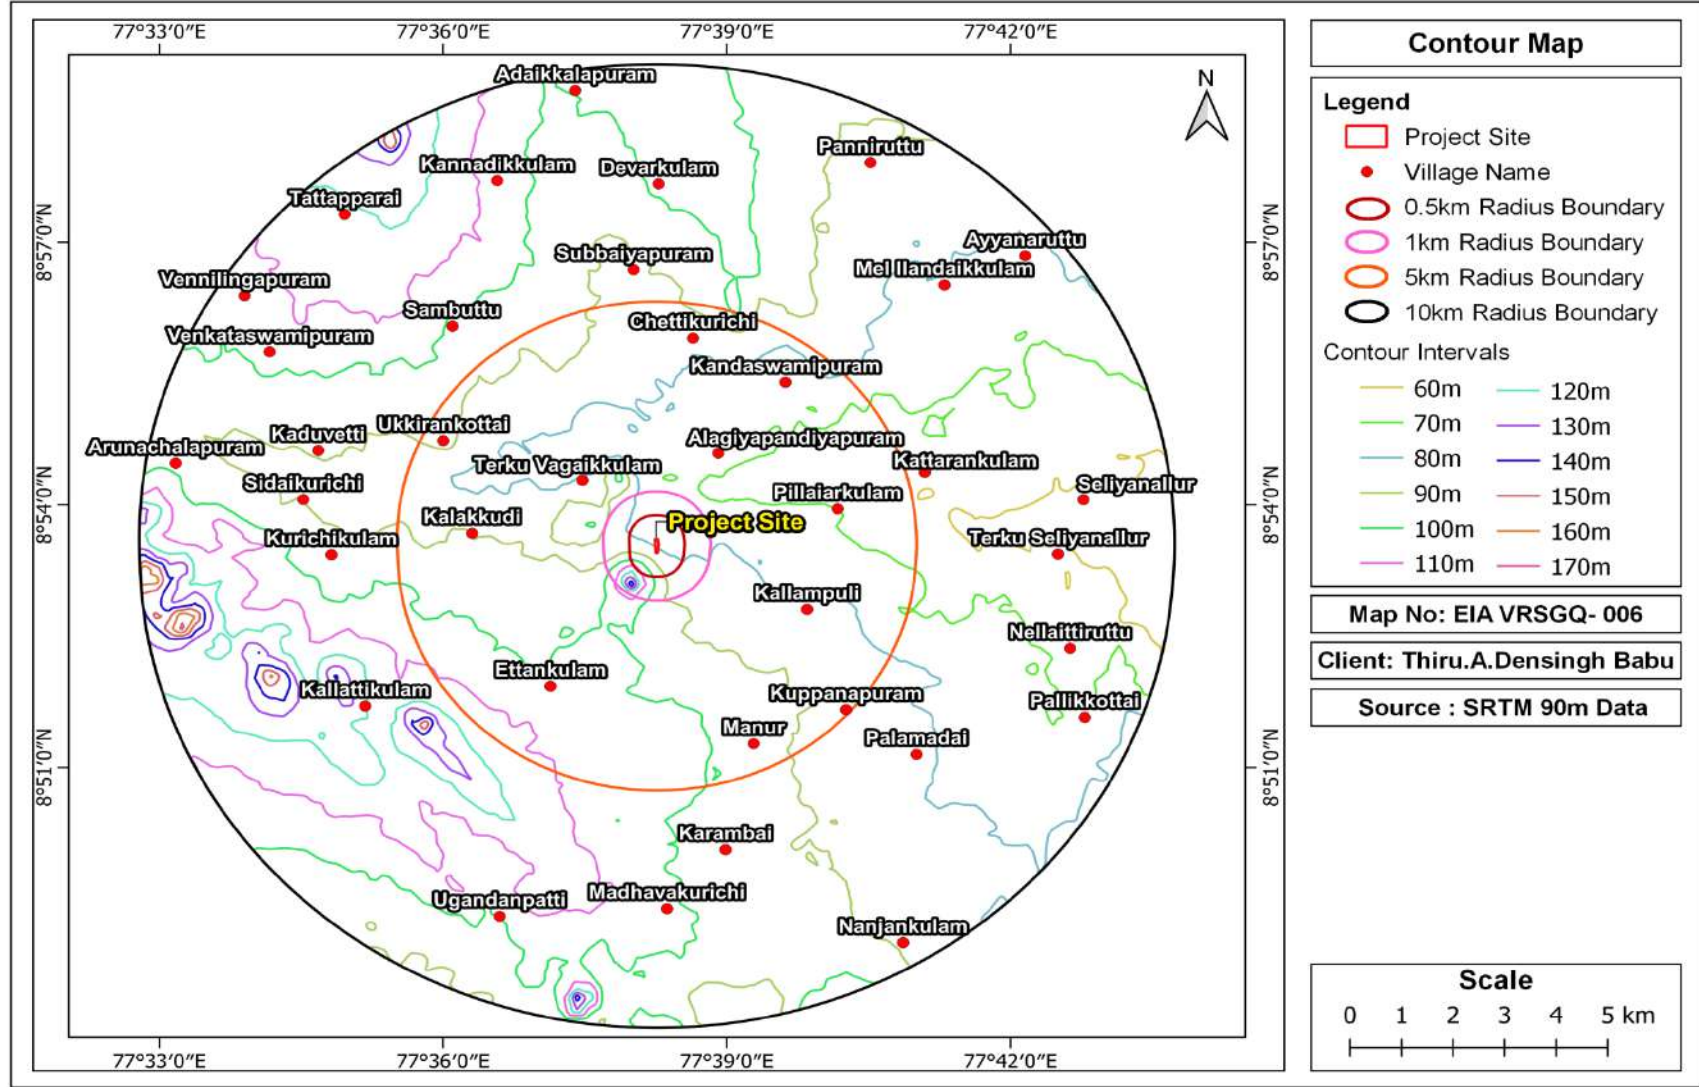 77°33′0″E 77°36′0″E 77°39′0″E 77°42′0″E
Adaikkalapuram
N
Panniruttu
Kannadikkulam
Devarkulam
Tattapparai
8°57′0″N
8°57′0″N
Ayyanaruttu
Subbaiyapuram
Mel Ilandaikkulam
Vennilingapuram
Sambuttu
Chettikurichi
Venkataswamipuram
Kandaswamipuram
Ukkirankottai
Kaduvetti
Alagiyapandiyapuram
Arunachalapuram
Kattarankulam
Terku Vagaikkulam
Sidaikurichi
Seliyanallur
Pillaiarkulam
8°54′0″N
8°54′0″N
Kalakkudi
Project Site
Kurichikulam
Terku Seliyanallur
Kallampuli
Nellaittiruttu
Ettankulam
Kallattikulam
Kuppanapuram
Pallikkottai
Manur
Palamadai
8°51′0″N
8°51′0″N
Karambai
Madhavakurichi
Ugandanpatti
Nanjankulam
77°33′0″E 77°36′0″E 77°39′0″E 77°42′0″E
Contour Map
Legend
Project Site
Village Name
0.5km Radius Boundary
1km Radius Boundary
5km Radius Boundary
10km Radius Boundary
Contour Intervals
60m 120m
70m 130m
80m 140m
90m 150m
100m 160m
110m 170m
Map No: EIA VRSGQ- 006
Client: Thiru.A.Densingh Babu
Source : SRTM 90m Data
Scale
0 1 2 3 4 5 km